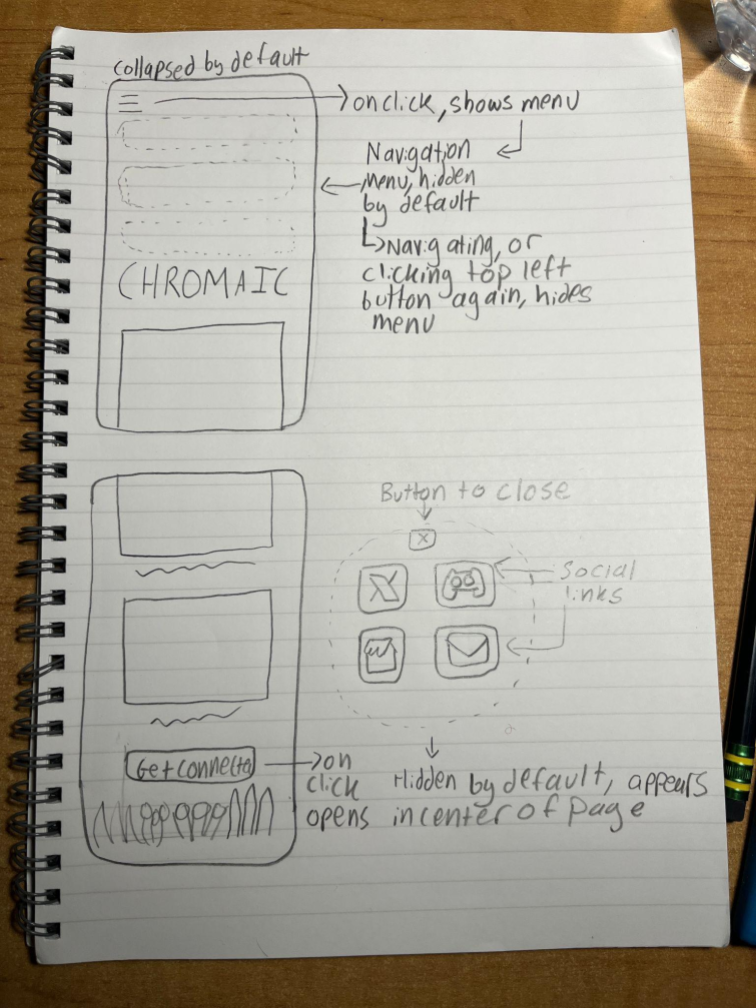 collapsed by default
onclick, shows menu
Navigation
menu, hidden
by default
Navigating, or
clicking top left
button again, hides
menu
CHROMAIC
Button to close
x
X
Social
links
Get connected
on
click
opens
Hidden by default, appears
in center of page